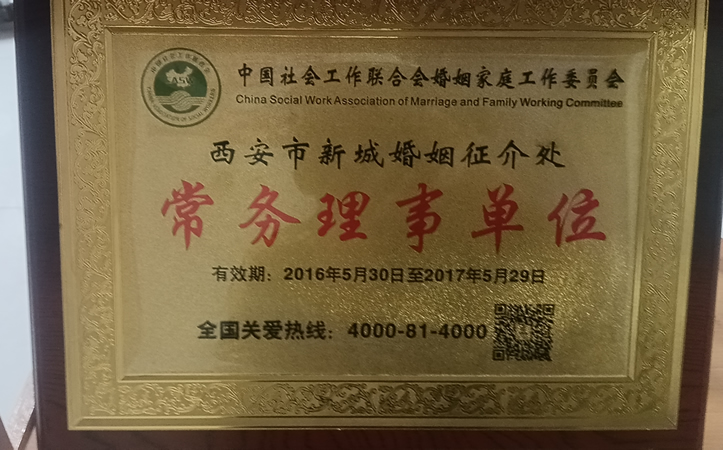 中国社会工作联合会婚姻家庭工作委员会
China Social Work Association of Marriage and Family Working Committee
西安市新城婚姻征介处
常务理事单位
有效期：2016年5月30日至2017年5月29日
全国关爱热线：4000-81-4000